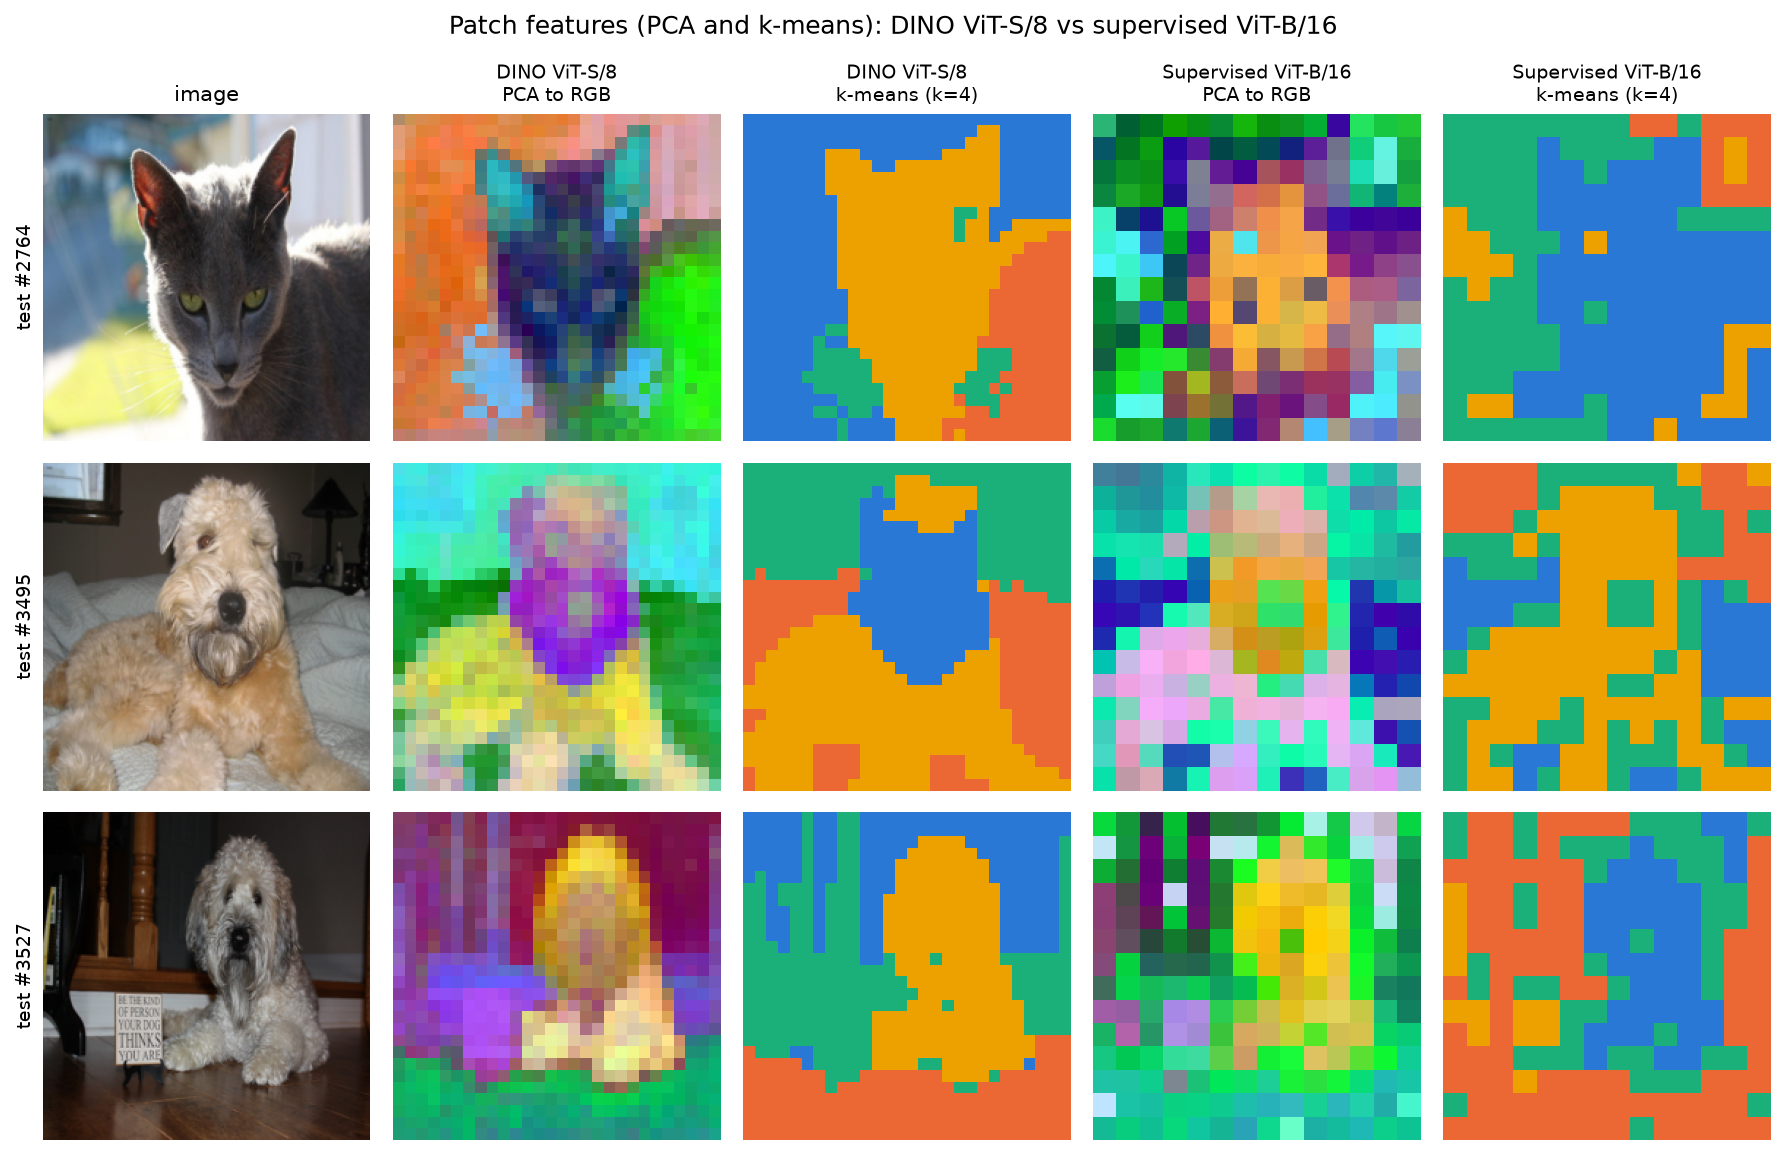 Patch features (PCA and k-means): DINO ViT-S/8 vs supervised ViT-B/16
image
DINO ViT-S/8
PCA to RGB
DINO ViT-S/8
k-means (k=4)
Supervised ViT-B/16
PCA to RGB
Supervised ViT-B/16
k-means (k=4)
test #2764
test #3495
test #3527
BE THE KIND
OF PERSON
YOUR DOG
THINKS
YOU ARE